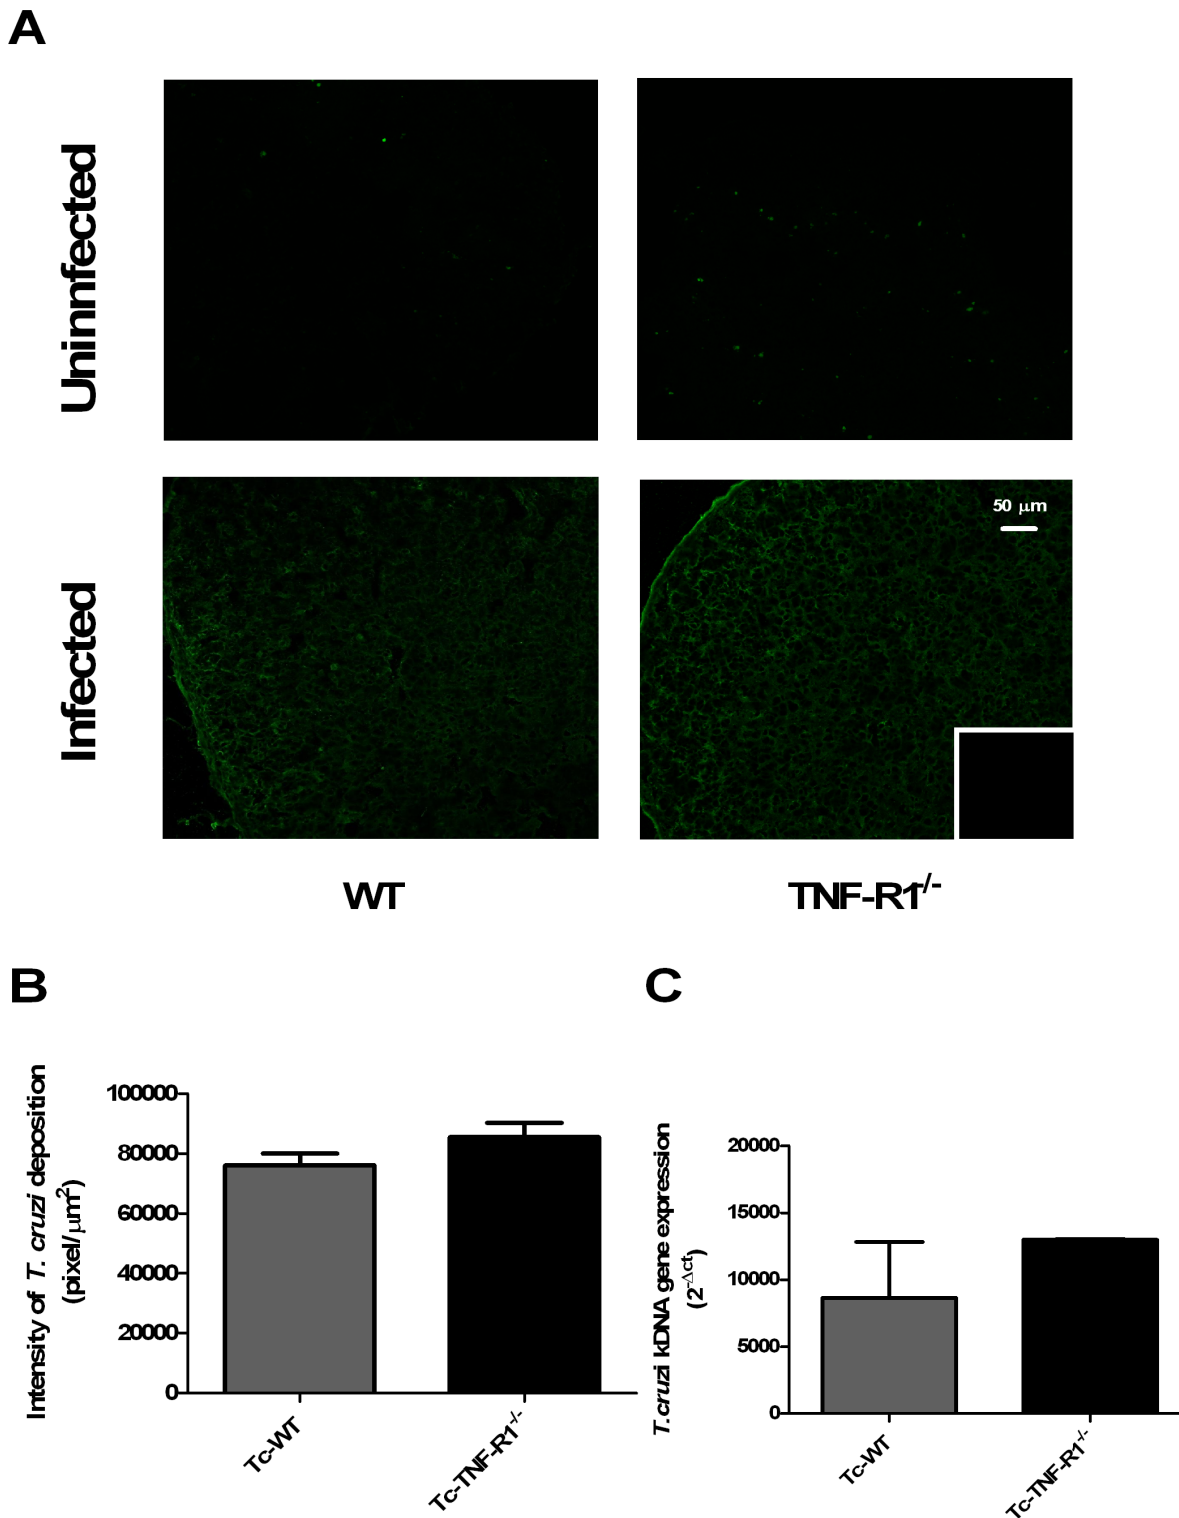 A
Uninnfected
Infected
50 μm
WT
TNF-R1-/-
B
Intensity of T. cruzi deposition
(pixel/μm2)
100000
80000
60000
40000
20000
0
Tc-WT
Tc-TNF-R1-/-
C
T.cruzi kDNA gene expression
(2-Δct)
20000
15000
10000
5000
0
Tc-WT
Tc-TNF-R1-/-